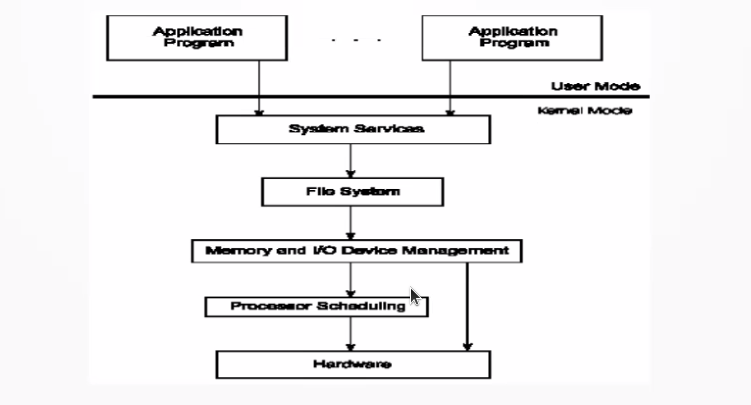 Application
Program
. . .
Application
Program
User Mode
Kernel Mode
System Services
File System
Memory and I/O Device Management
Processor Scheduling
Hardware